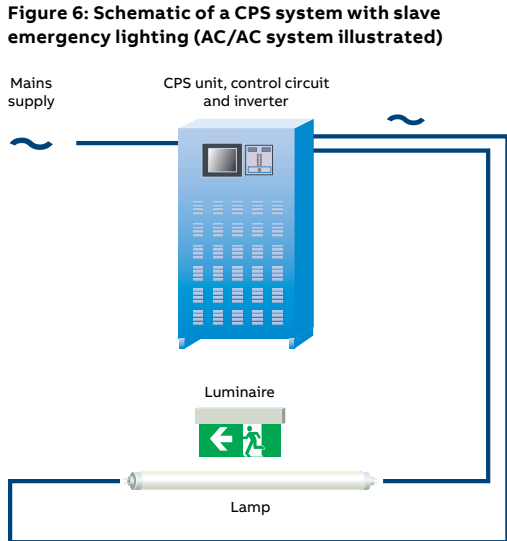 Figure 6: Schematic of a CPS system with slave
emergency lighting (AC/AC system illustrated)
Mains
supply
CPS unit, control circuit
and inverter
Luminaire
Lamp